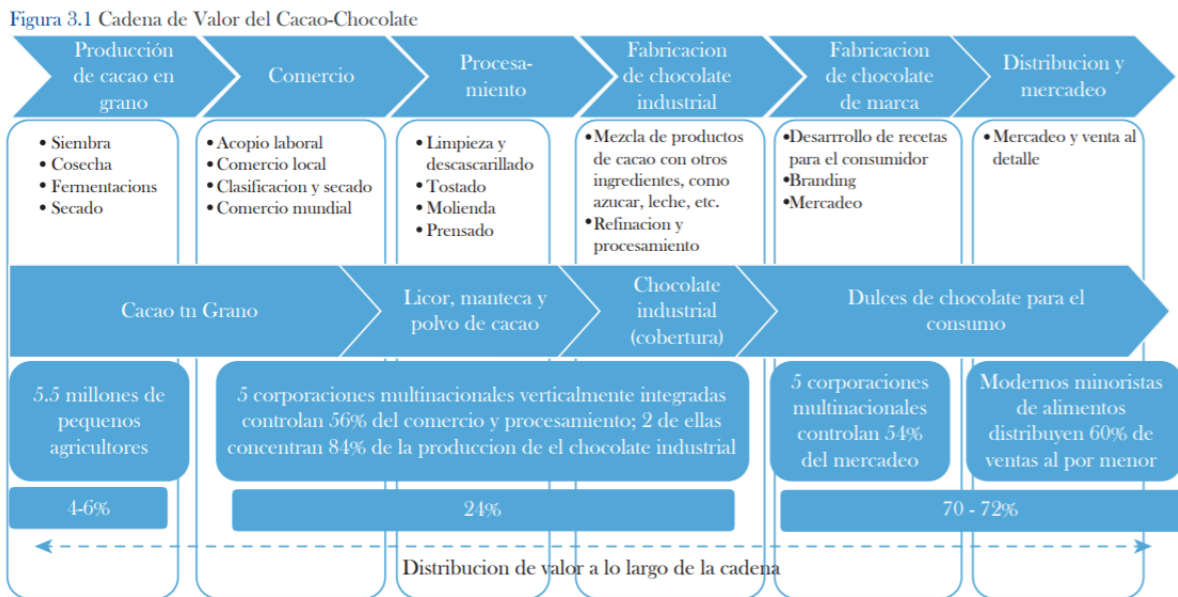 Figura 3.1 Cadena de Valor del Cacao-Chocolate
Producción
de cacao en
grano
Comercio
Procesa-
miento
Fabricacion
de chocolate
industrial
Fabricacion
de chocolate
de marca
Distribucion y
mercadeo
• Siembra
• Cosecha
• Fermentacions
• Secado
• Acopio laboral
• Comercio local
• Clasificacion y secado
• Comercio mundial
• Limpieza y
descascarillado
• Tostado
• Molienda
• Prensado
•Mezcla de productos
de cacao con otros
ingredientes, como
azucar, leche, etc.
•Refinacion y
procesamiento
•Desarrrollo de recetas
para el consumidor
•Branding
•Mercadeo
• Mercadeo y venta al
detalle
Cacao tn Grano
Licor, manteca y
polvo de cacao
Chocolate
industrial
(cobertura)
Dulces de chocolate para el
consumo
5.5 millones de
pequenos
agricultores
5 corporaciones multinacionales verticalmente integradas
controlan 56% del comercio y procesamiento; 2 de ellas
concentran 84% de la produccion de el chocolate industrial
5 corporaciones
multinacionales
controlan 54%
del mercadeo
Modernos minoristas
de alimentos
distribuyen 60% de
ventas al por menor
4-6%
24%
70 - 72%
Distribucion de valor a lo largo de la cadena